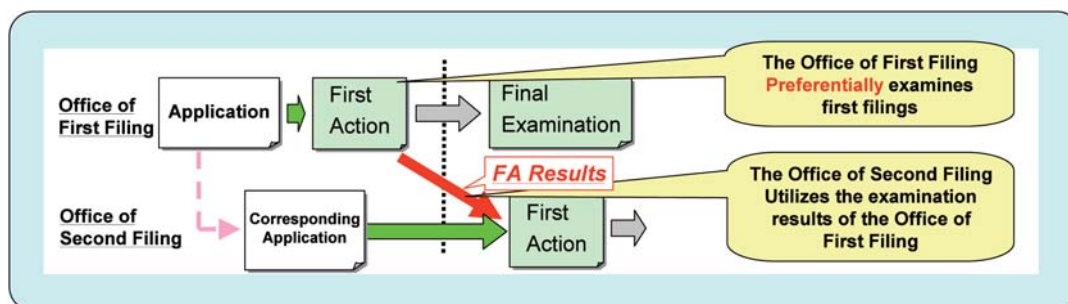 Office of
First Filing
Application
First
Action
Final
Examination
The Office of First Filing
Preferentially examines
first filings
FA Results
Office of
Second Filing
Corresponding
Application
First
Action
The Office of Second Filing
Utilizes the examination
results of the Office of
First Filing